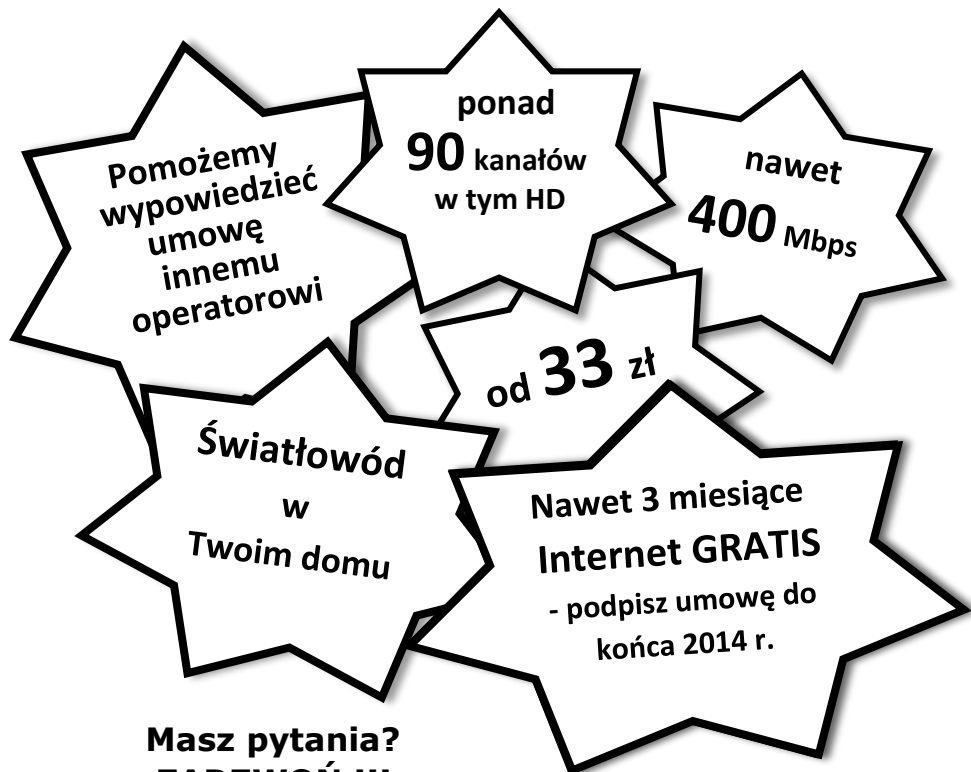 Pomożemy
wypowiedzieć
umowę
innemu
operatorowi
ponad
90 kanałów
w tym HD
nawet
400 Mbps
od 33 zł
Światłowód
w
Twoim domu
Nawet 3 miesiące
Internet GRATIS
- podpisz umowę do
końca 2014 r.
Masz pytania?